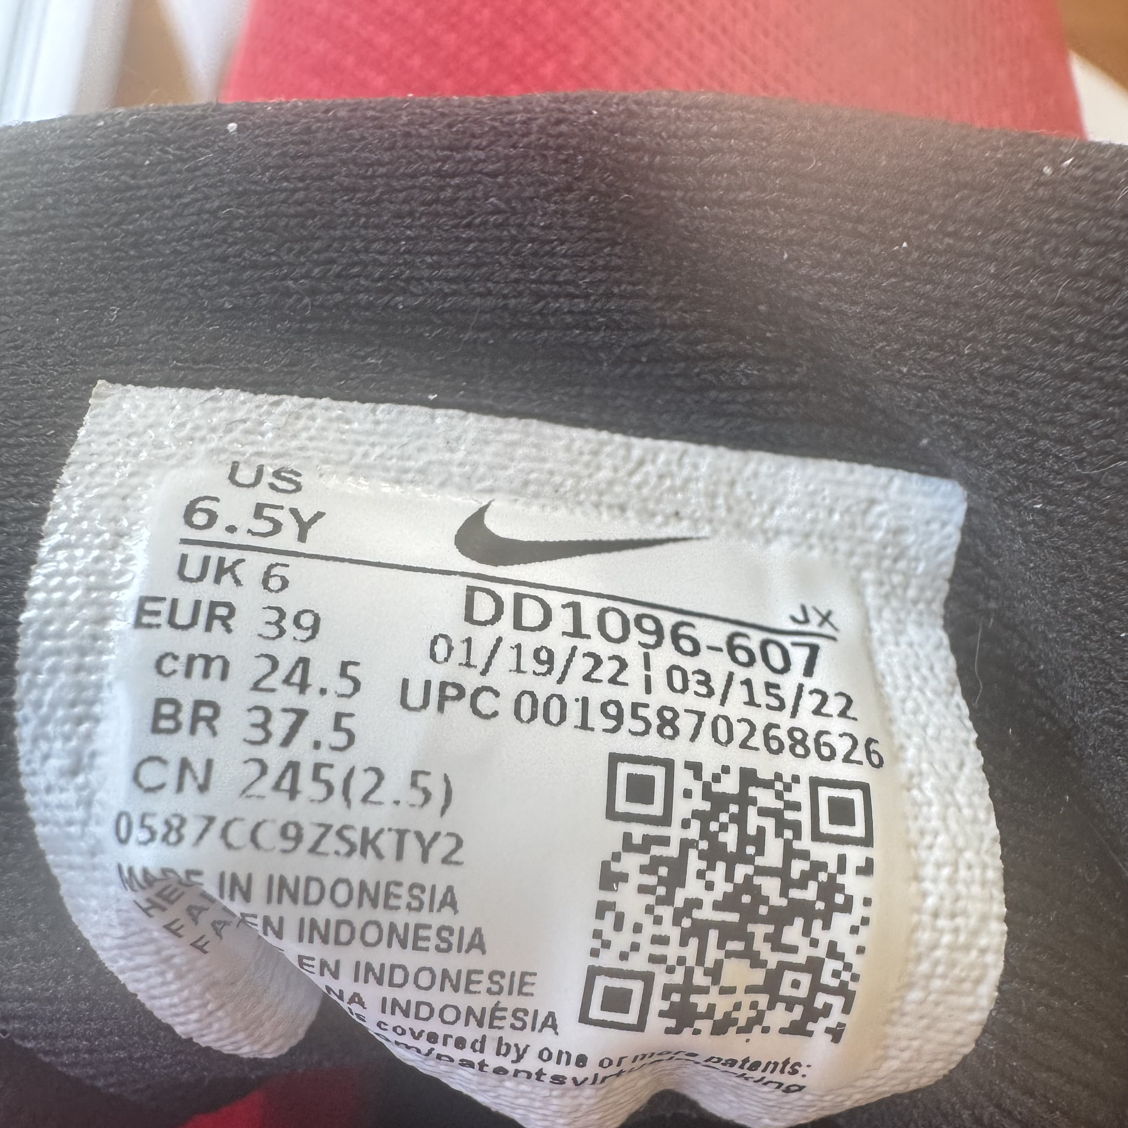 US
6.5Y
UK 6
EUR 39
cm 24.5
BR 37.5
CN 245(2.5)
0587CC9ZSKTY2
JX
DD1096-607
01/19/22 ¦ 03/15/22
UPC 00195870268626
MADE IN INDONESIA
EN INDONESIA
EN INDONESIE
NA INDONÉSIA
covered by one or more patents: